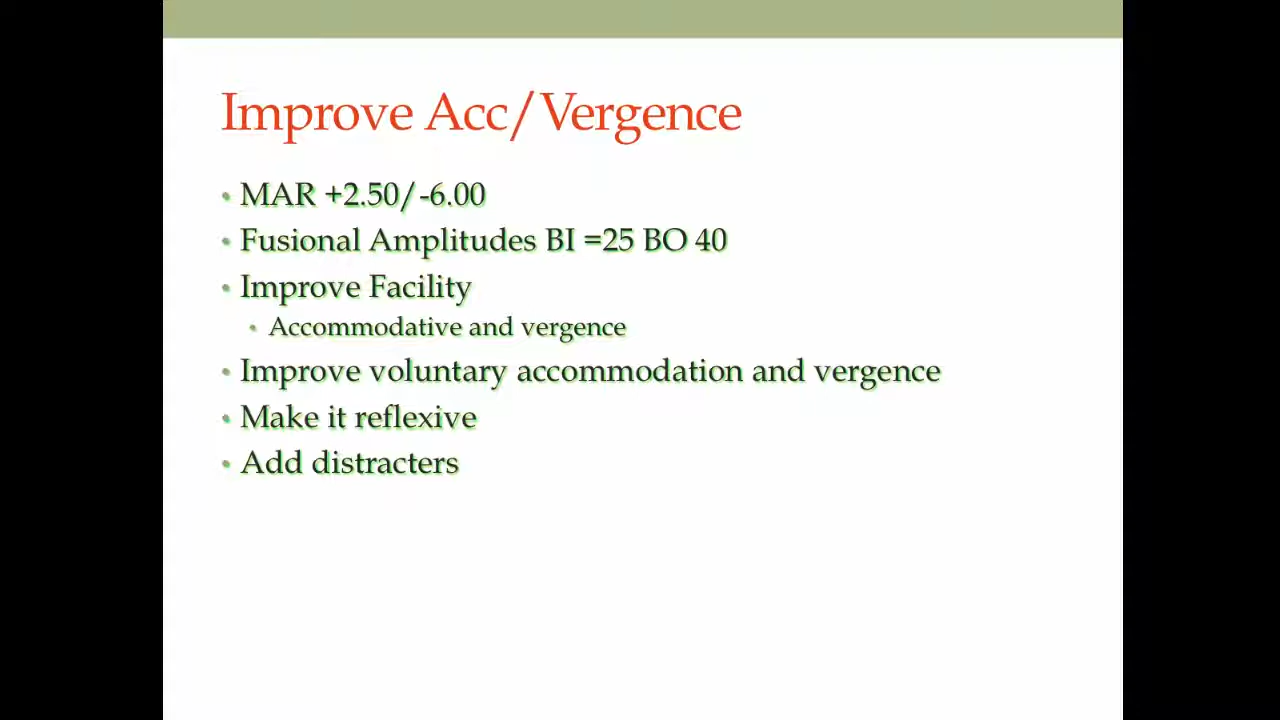 Improve Acc/Vergence
• MAR +2.50/-6.00
• Fusional Amplitudes BI =25 BO 40
• Improve Facility
• Accommodative and vergence
• Improve voluntary accommodation and vergence
• Make it reflexive
• Add distracters